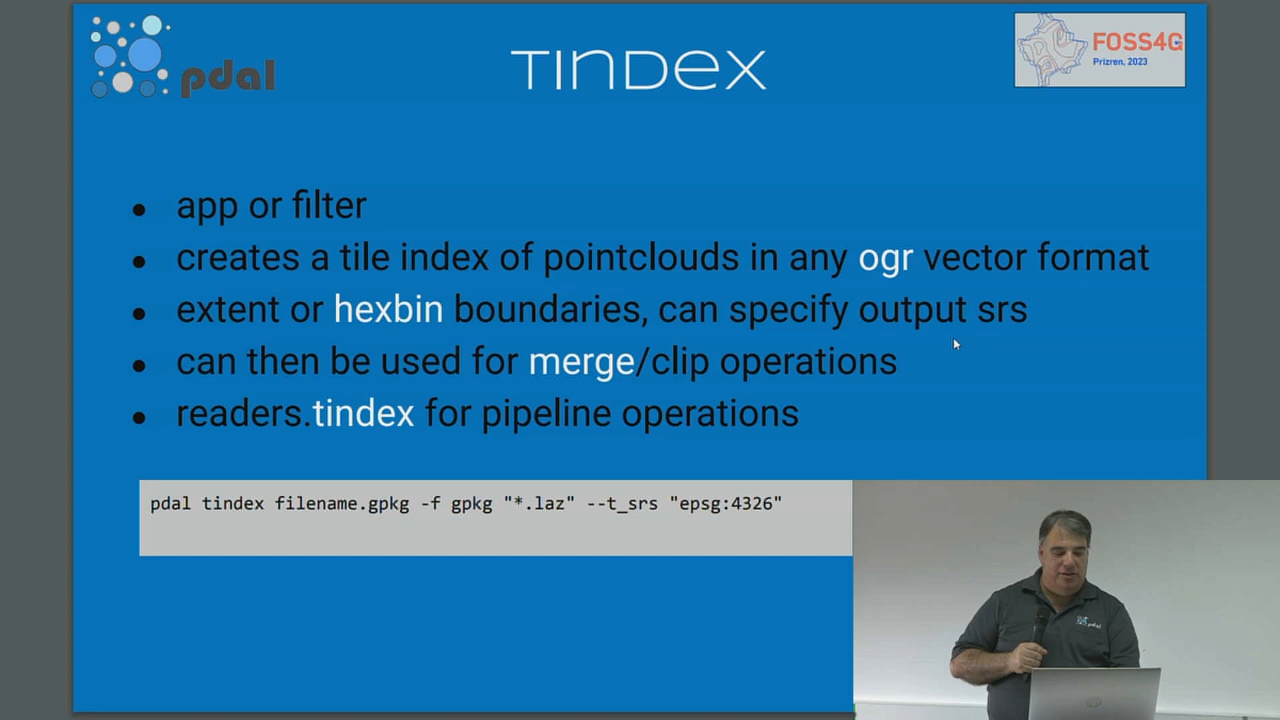 pdal
TINDEX
FOSS4G
Prizren, 2023
app or filter
creates a tile index of pointclouds in any ogr vector format
extent or hexbin boundaries, can specify output srs
can then be used for merge/clip operations
readers.tindex for pipeline operations
pdal tindex filename.gpkg -f gpkg "*.laz" --t_srs "epsg:4326"
pdal
hp